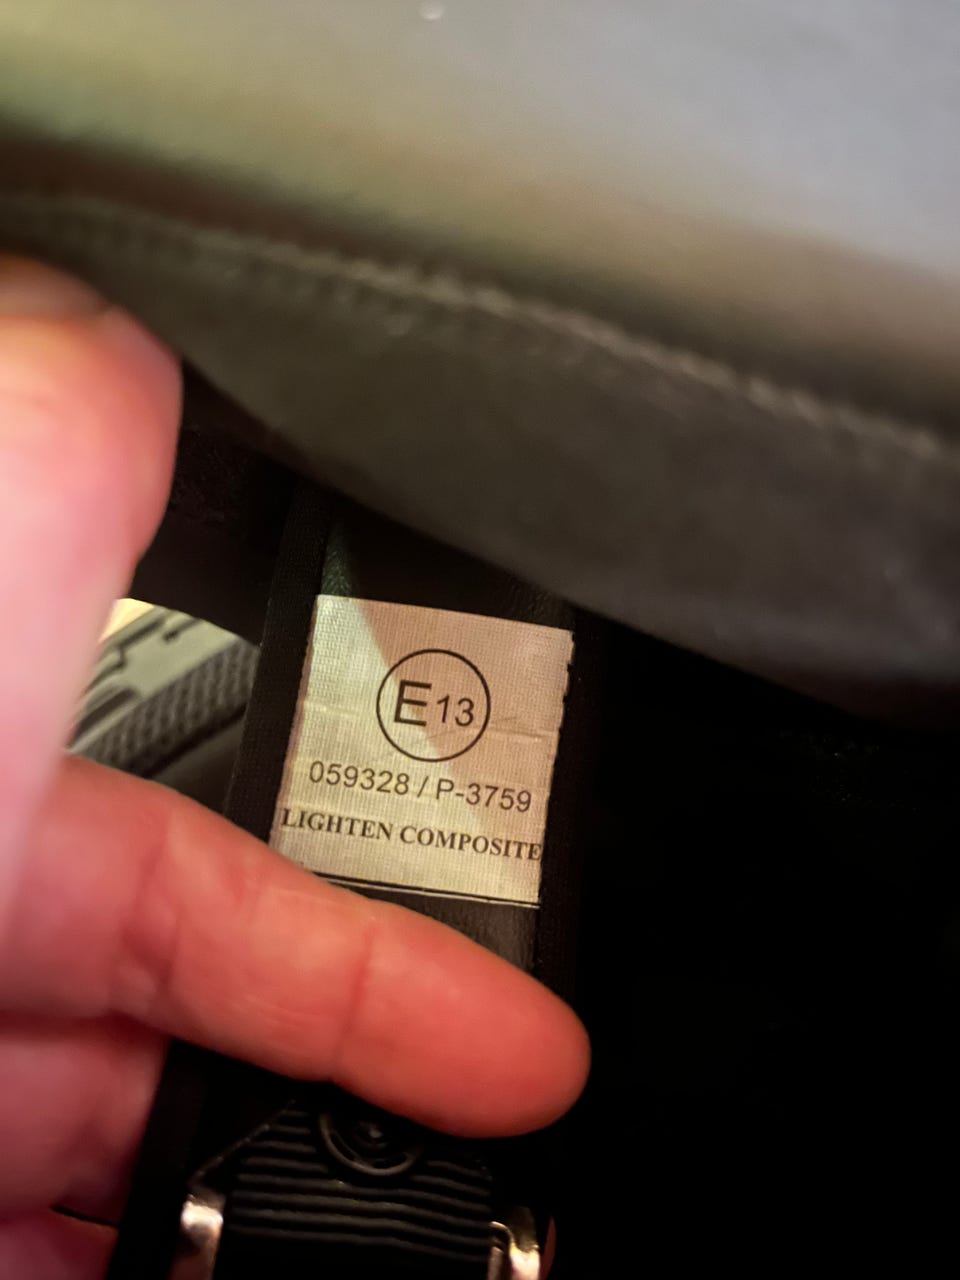 E13
059328 / P-3759
LIGHTEN COMPOSITE